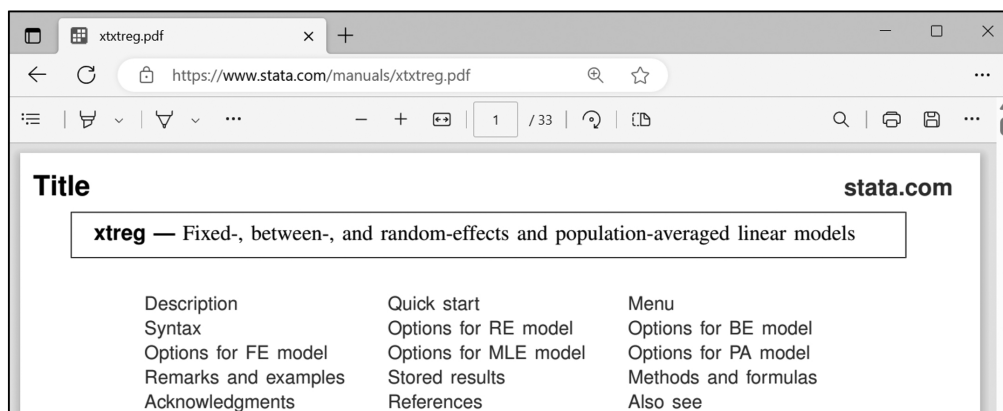 xtxtreg.pdf
https://www.stata.com/manuals/xtxtreg.pdf
1 / 33
Title stata.com
xtreg — Fixed-, between-, and random-effects and population-averaged linear models
Description Quick start Menu
Syntax Options for RE model Options for BE model
Options for FE model Options for MLE model Options for PA model
Remarks and examples Stored results Methods and formulas
Acknowledgments References Also see